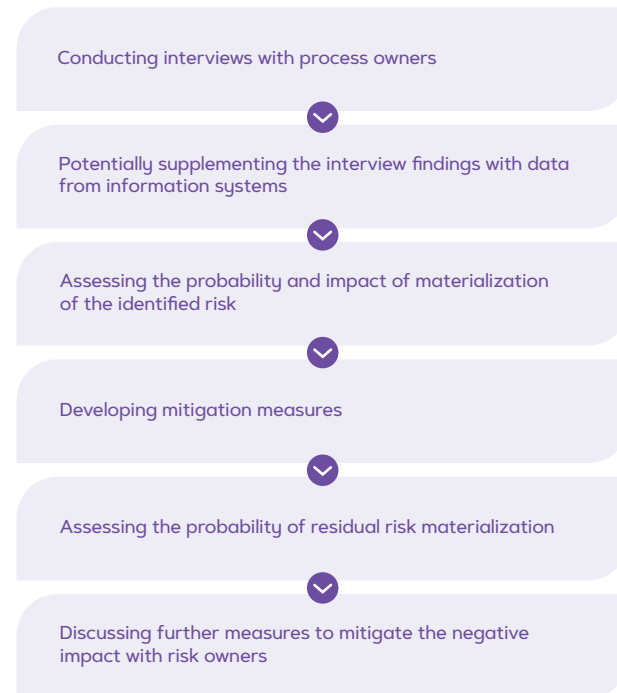 Conducting interviews with process owners
Potentially supplementing the interview findings with data
from information systems
Assessing the probability and impact of materialization
of the identified risk
Developing mitigation measures
Assessing the probability of residual risk materialization
Discussing further measures to mitigate the negative
impact with risk owners